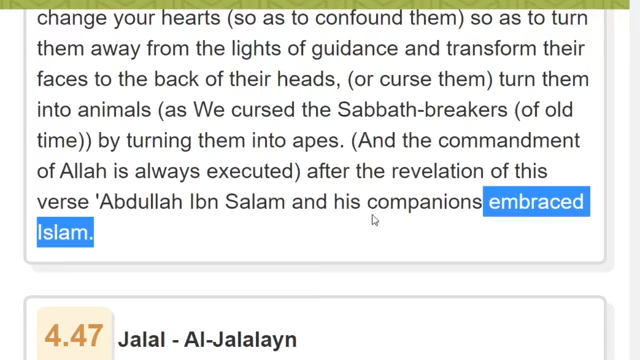 change your hearts (so as to confound them) so as to turn
them away from the lights of guidance and transform their
faces to the back of their heads, (or curse them) turn them
into animals (as We cursed the Sabbath-breakers (of old
time)) by turning them into apes. (And the commandment
of Allah is always executed) after the revelation of this
verse 'Abdullah Ibn Salam and his companions embraced
Islam.
4.47 Jalal - Al-Jalalayn